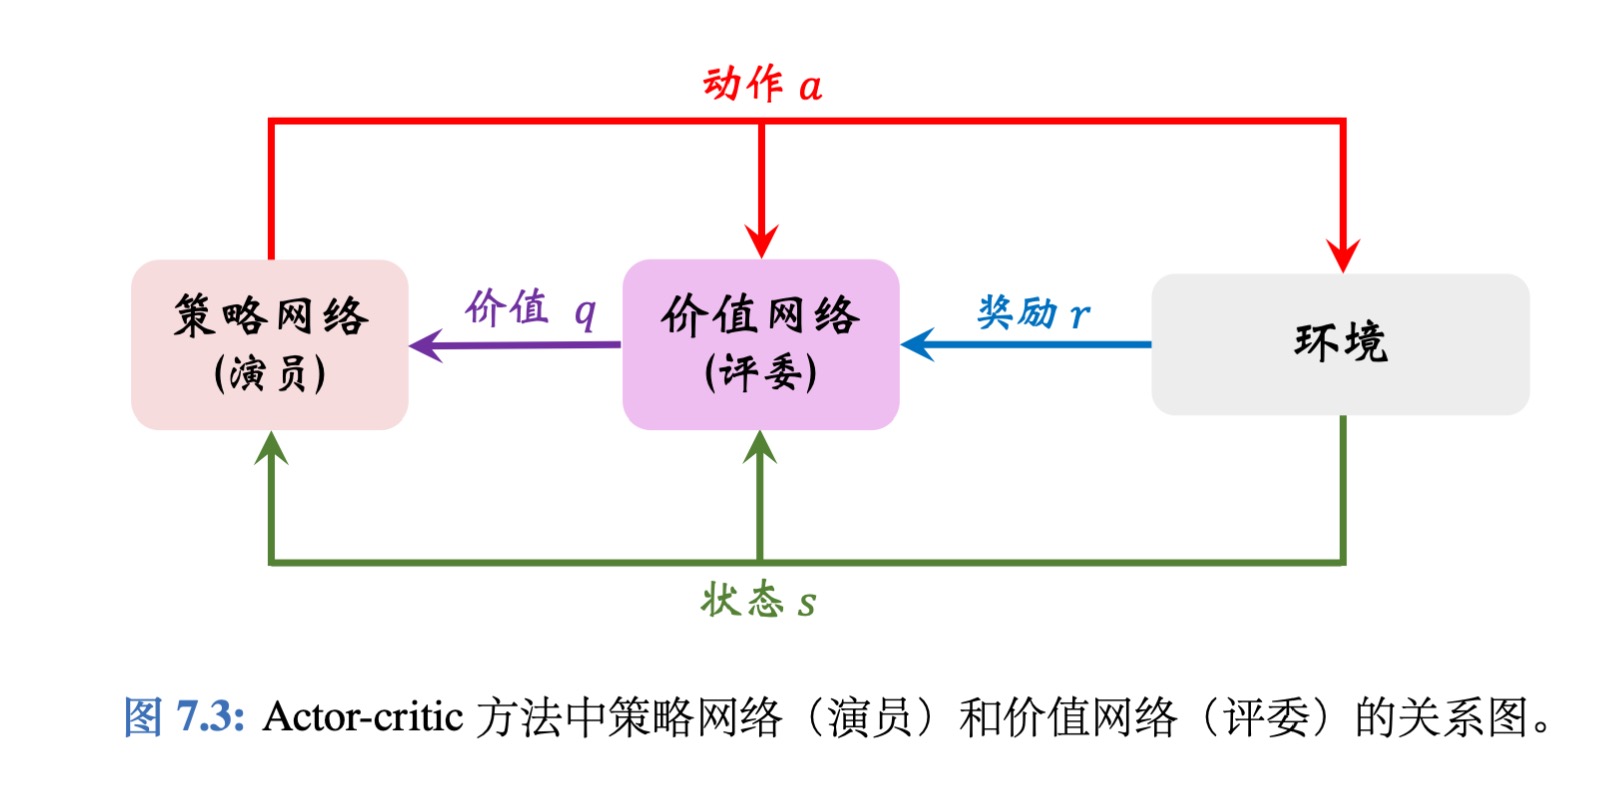 动作 a
策略网络
(演员)
价值 q
价值网络
(评委)
奖励 r
环境
状态 s
图 7.3: Actor-critic 方法中策略网络（演员）和价值网络（评委）的关系图。